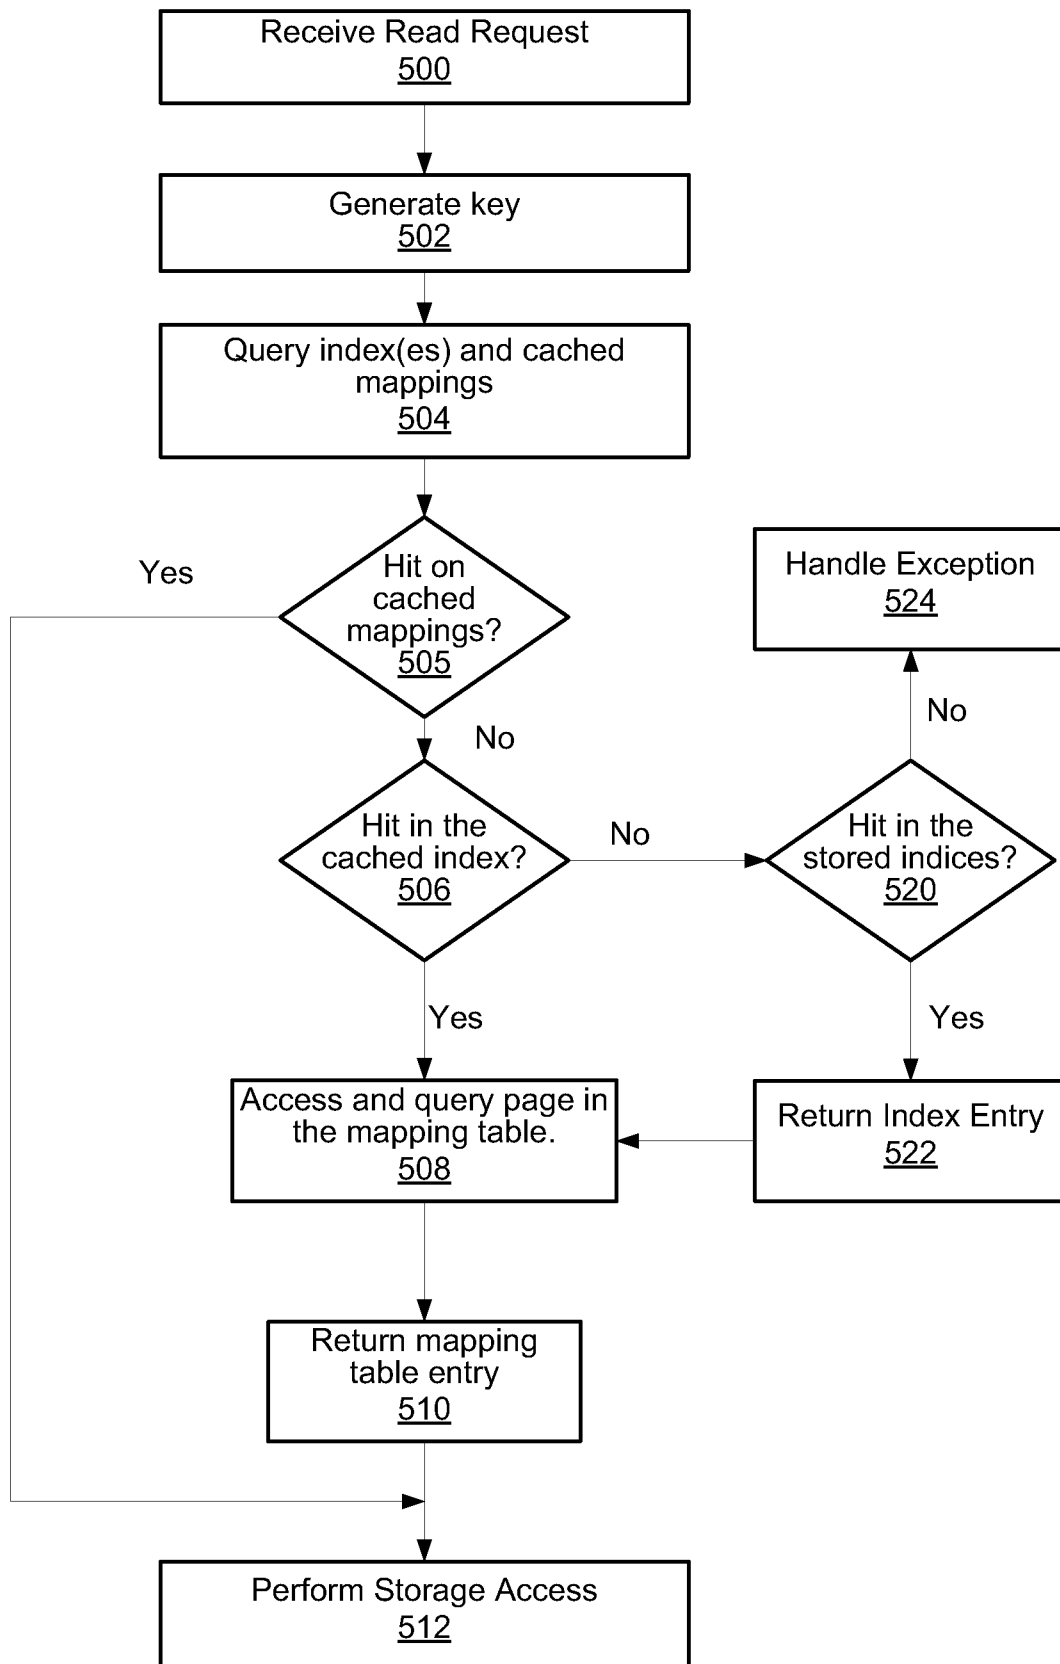 Receive Read Request
500
Generate key
502
Query index(es) and cached
mappings
504
Hit on
cached
mappings?
505
Yes
No
Handle Exception
524
No
Hit in the
cached index?
506
No
Hit in the
stored indices?
520
Yes
Yes
Access and query page in
the mapping table.
508
Return Index Entry
522
Return mapping
table entry
510
Perform Storage Access
512